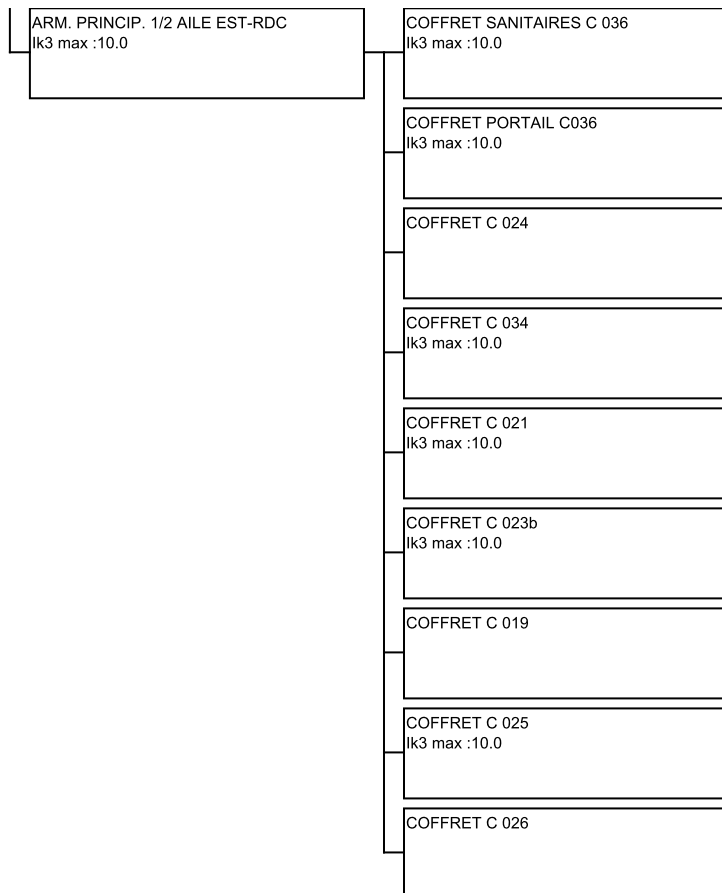 ARM. PRINCIP. 1/2 AILE EST-RDC
Ik3 max :10.0
COFFRET SANITAIRES C 036
Ik3 max :10.0
COFFRET PORTAIL C036
Ik3 max :10.0
COFFRET C 024
COFFRET C 034
Ik3 max :10.0
COFFRET C 021
Ik3 max :10.0
COFFRET C 023b
Ik3 max :10.0
COFFRET C 019
COFFRET C 025
Ik3 max :10.0
COFFRET C 026